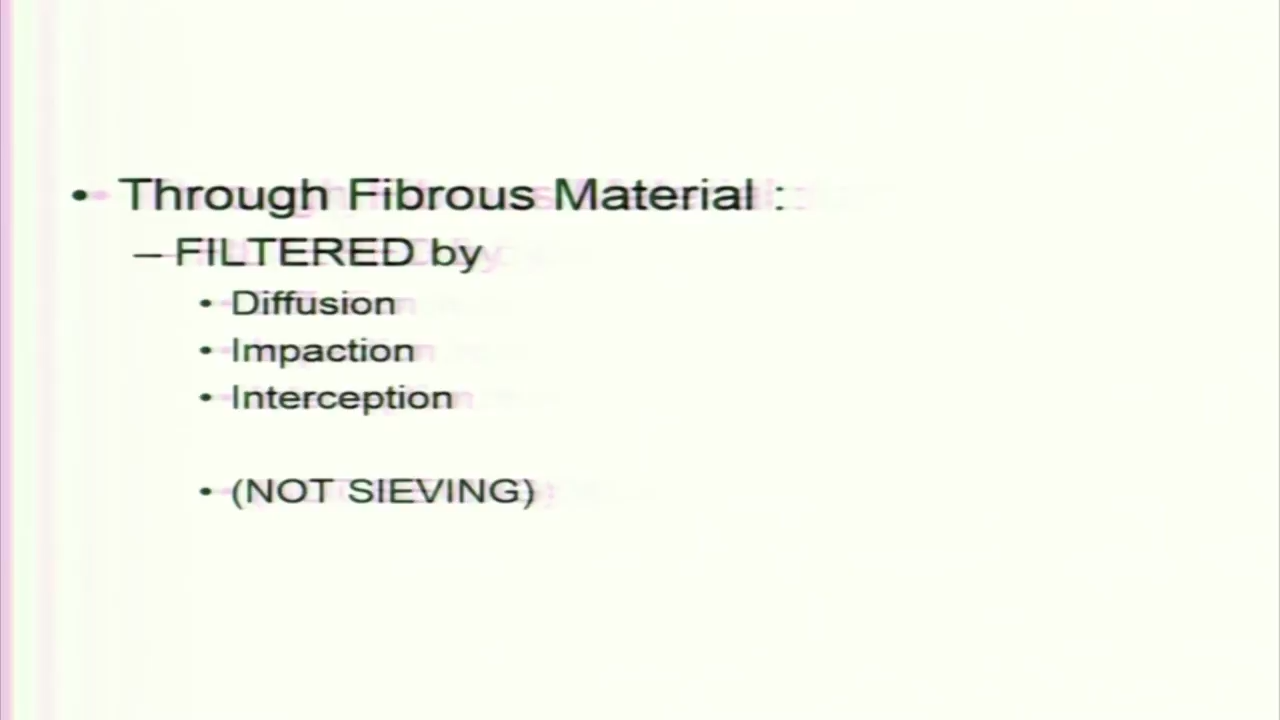 • Through Fibrous Material :
– FILTERED by
• Diffusion
• Impaction
• Interception
• (NOT SIEVING)